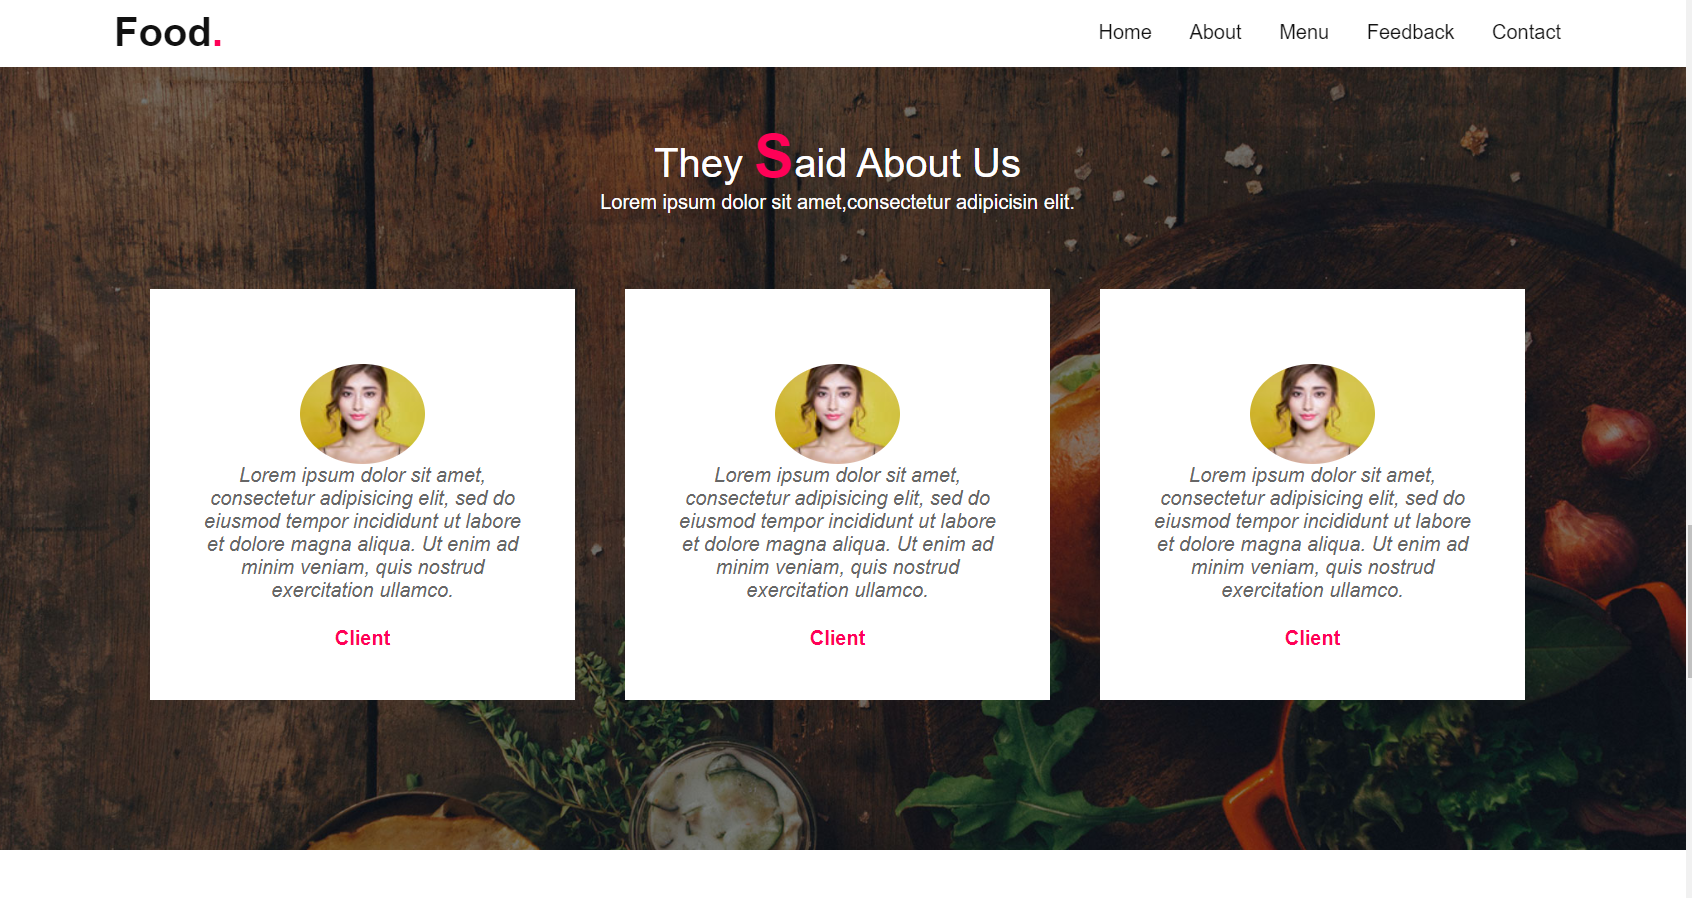 Food.
Home About Menu Feedback Contact
They Said About Us
Lorem ipsum dolor sit amet,consectetur adipicisin elit.
Lorem ipsum dolor sit amet,
consectetur adipisicing elit, sed do
eiusmod tempor incididunt ut labore
et dolore magna aliqua. Ut enim ad
minim veniam, quis nostrud
exercitation ullamco.
Client
Lorem ipsum dolor sit amet,
consectetur adipisicing elit, sed do
eiusmod tempor incididunt ut labore
et dolore magna aliqua. Ut enim ad
minim veniam, quis nostrud
exercitation ullamco.
Client
Lorem ipsum dolor sit amet,
consectetur adipisicing elit, sed do
eiusmod tempor incididunt ut labore
et dolore magna aliqua. Ut enim ad
minim veniam, quis nostrud
exercitation ullamco.
Client